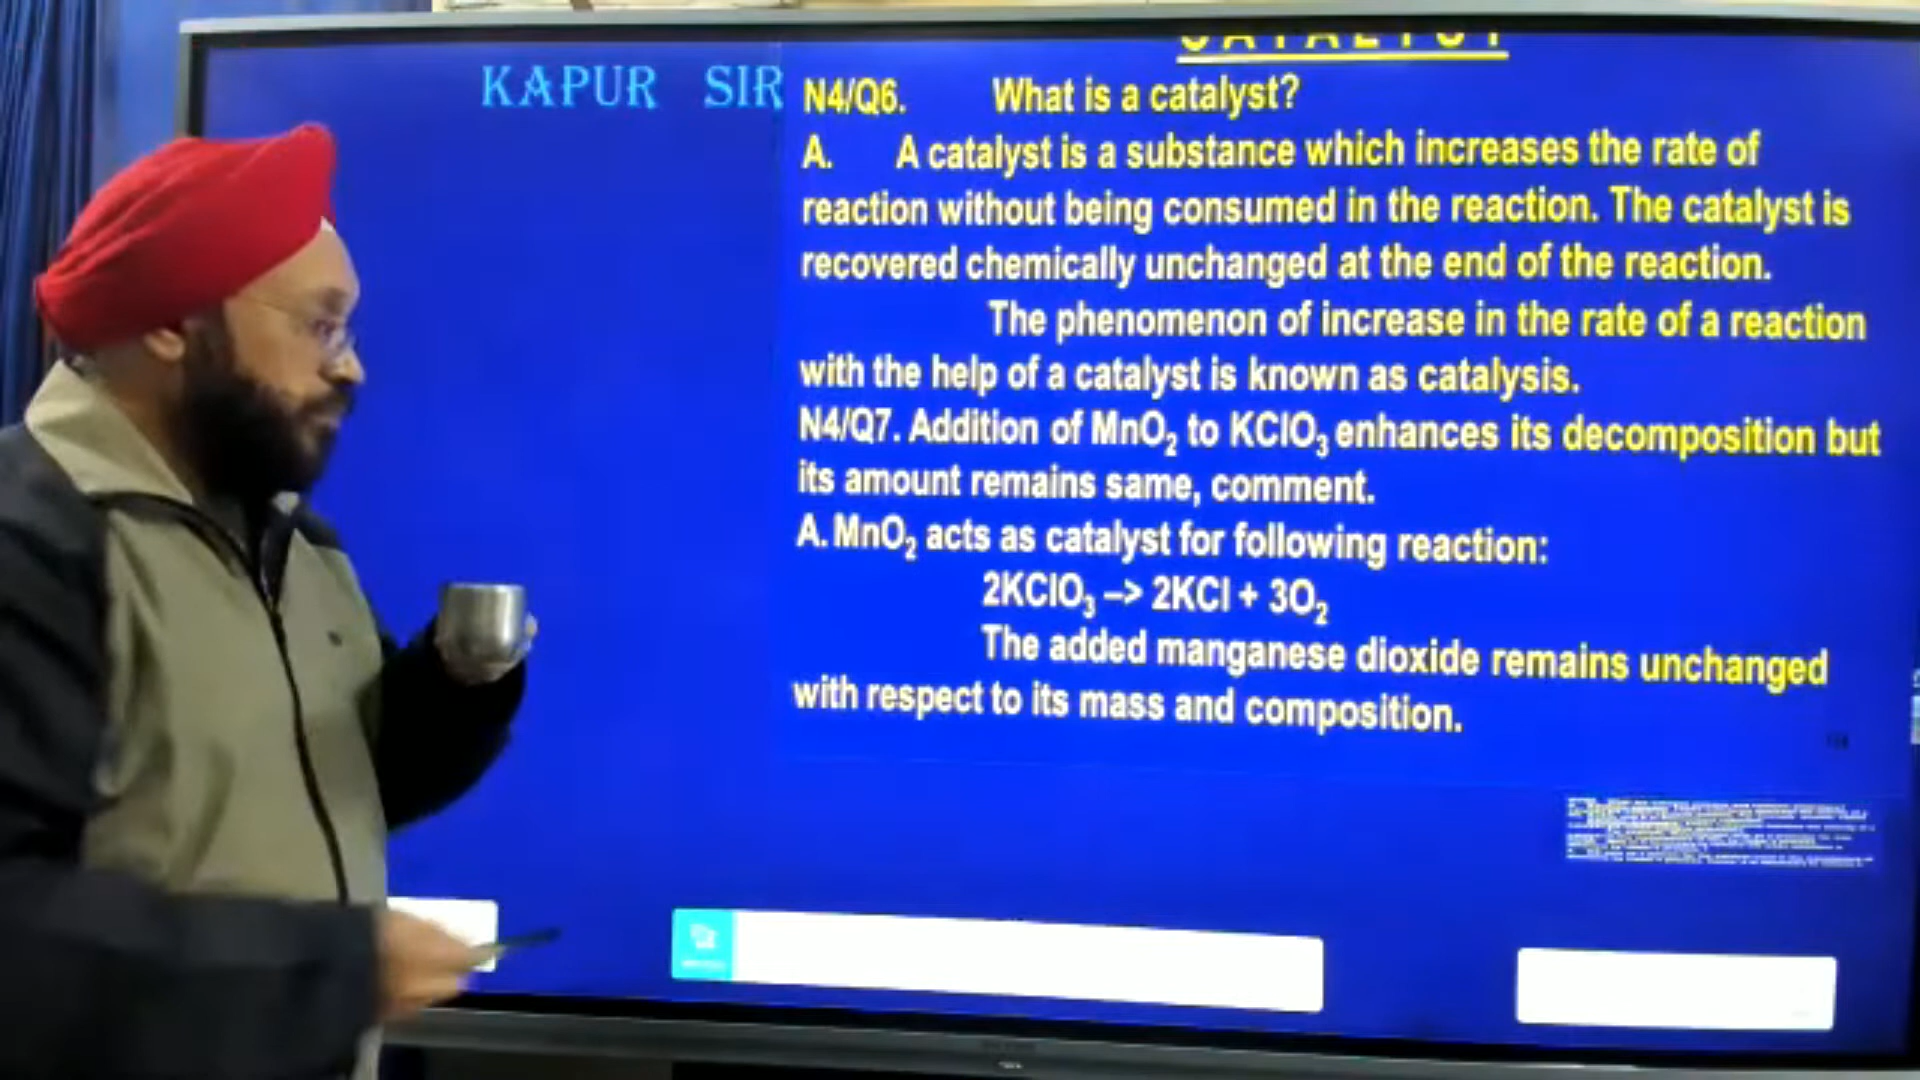 CATALYST
KAPUR SIR
N4/Q6. What is a catalyst?
A. A catalyst is a substance which increases the rate of
reaction without being consumed in the reaction. The catalyst is
recovered chemically unchanged at the end of the reaction.
The phenomenon of increase in the rate of a reaction
with the help of a catalyst is known as catalysis.
N4/Q7. Addition of MnO₂ to KClO₃ enhances its decomposition but
its amount remains same, comment.
A. MnO₂ acts as catalyst for following reaction:
2KClO₃ –> 2KCl + 3O₂
The added manganese dioxide remains unchanged
with respect to its mass and composition.